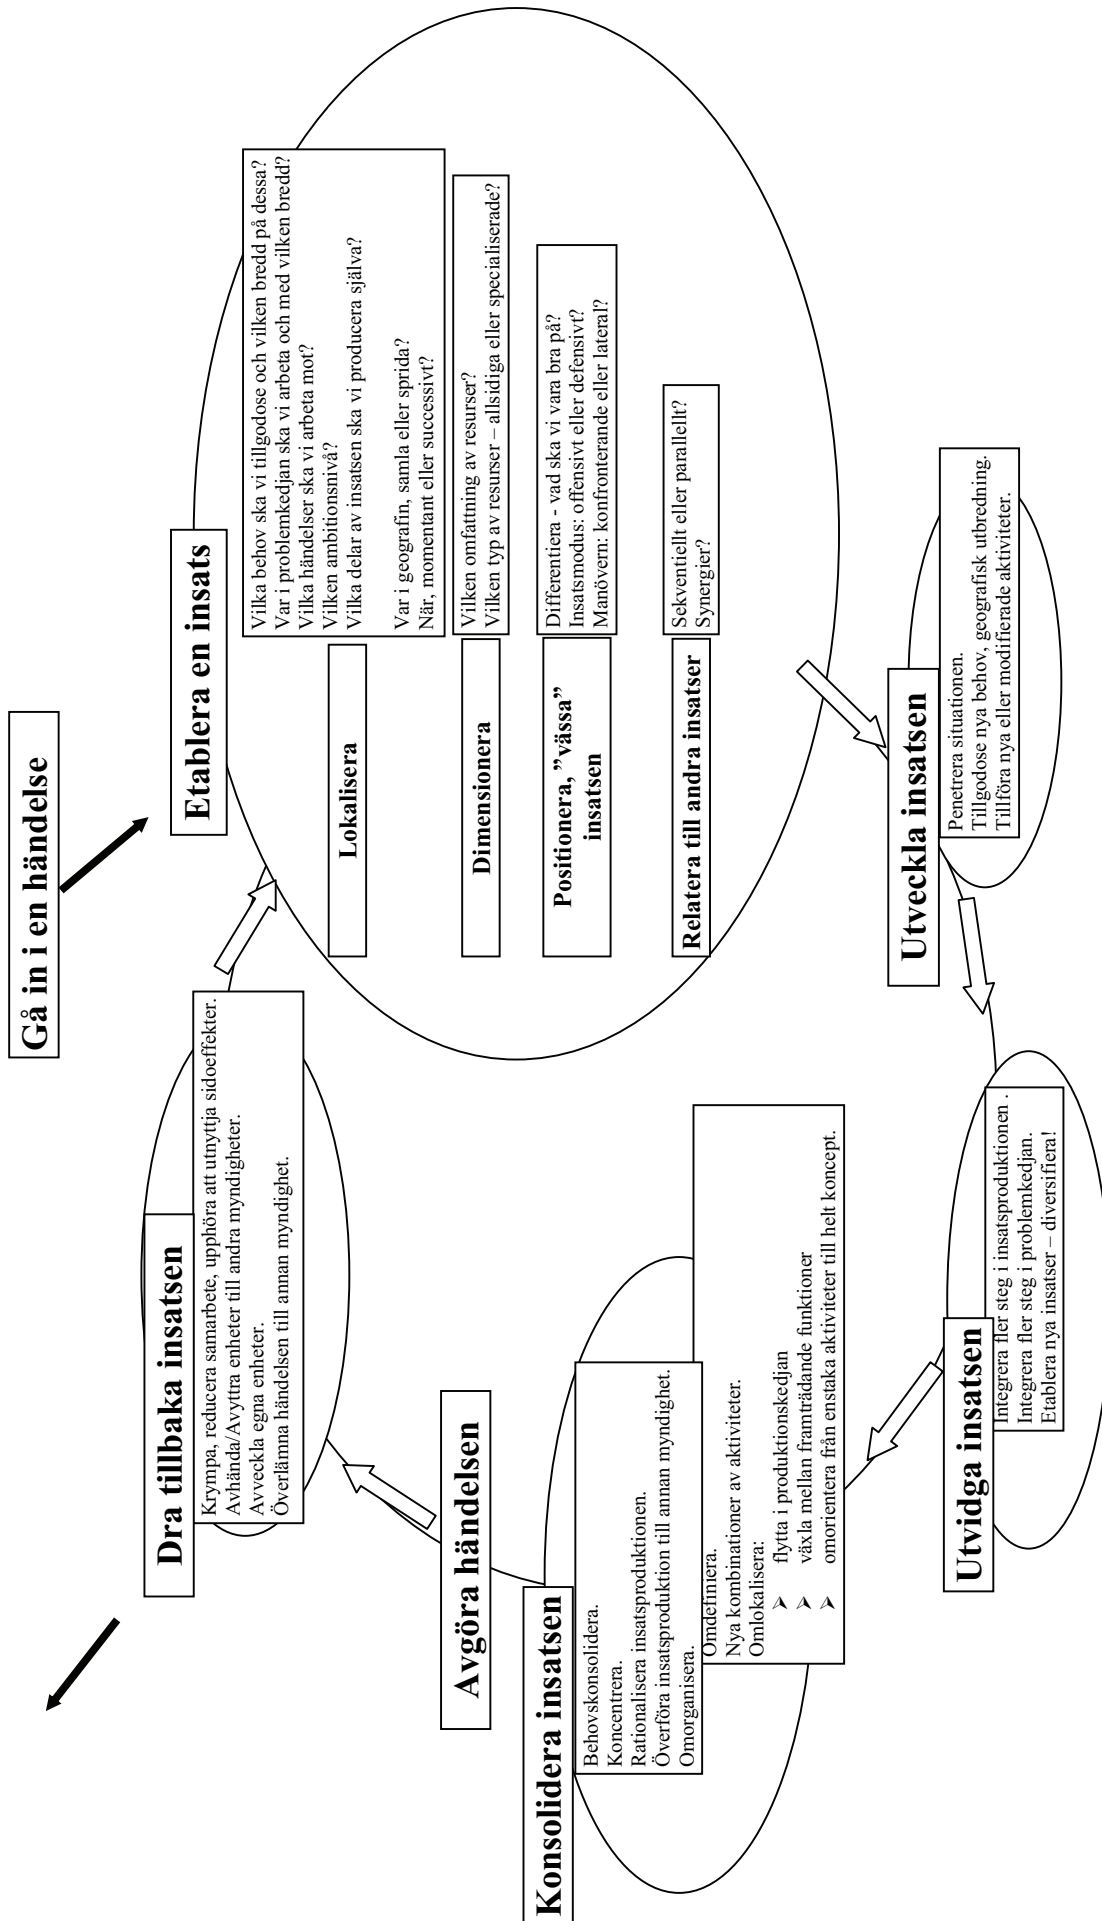 Gå in i en händelse
Etablera en insats
Lokalisera
Vilka behov ska vi tillgodose och vilken bredd på dessa?
Var i problemkedjan ska vi arbeta och med vilken bredd?
Vilka händelser ska vi arbeta mot?
Vilken ambitionsnivå?
Vilka delar av insatsen ska vi producera själva?
Var i geografin, samla eller sprida?
När, momentant eller successivt?
Dimensionera
Vilken omfattning av resurser?
Vilken typ av resurser – allsidiga eller specialiserade?
Positionera, ”vässa”
insatsen
Differentiera - vad ska vi vara bra på?
Insatsmodus: offensivt eller defensivt?
Manövern: konfronterande eller lateral?
Relatera till andra insatser
Sekventiellt eller parallellt?
Synergier?
Utveckla insatsen
Penetrera situationen.
Tillgodose nya behov, geografisk utbredning.
Tillföra nya eller modifierade aktiviteter.
Utvidga insatsen
Integrera fler steg i insatsproduktionen .
Integrera fler steg i problemkedjan.
Etablera nya insatser – diversifiera!
Konsolidera insatsen
Behovskonsolidera.
Koncentrera.
Rationalisera insatsproduktionen.
Överföra insatsproduktion till annan myndighet.
Omorganisera.
Omdefiniera.
Nya kombinationer av aktiviteter.
Omlokalisera:
➢ flytta i produktionskedjan
➢ växla mellan framträdande funktioner
➢ omorientera från enstaka aktiviteter till helt koncept.
Avgöra händelsen
Dra tillbaka insatsen
Krympa, reducera samarbete, upphöra att utnyttja sidoeffekter.
Avhända/Avyttra enheter till andra myndigheter.
Avveckla egna enheter.
Överlämna händelsen till annan myndighet.